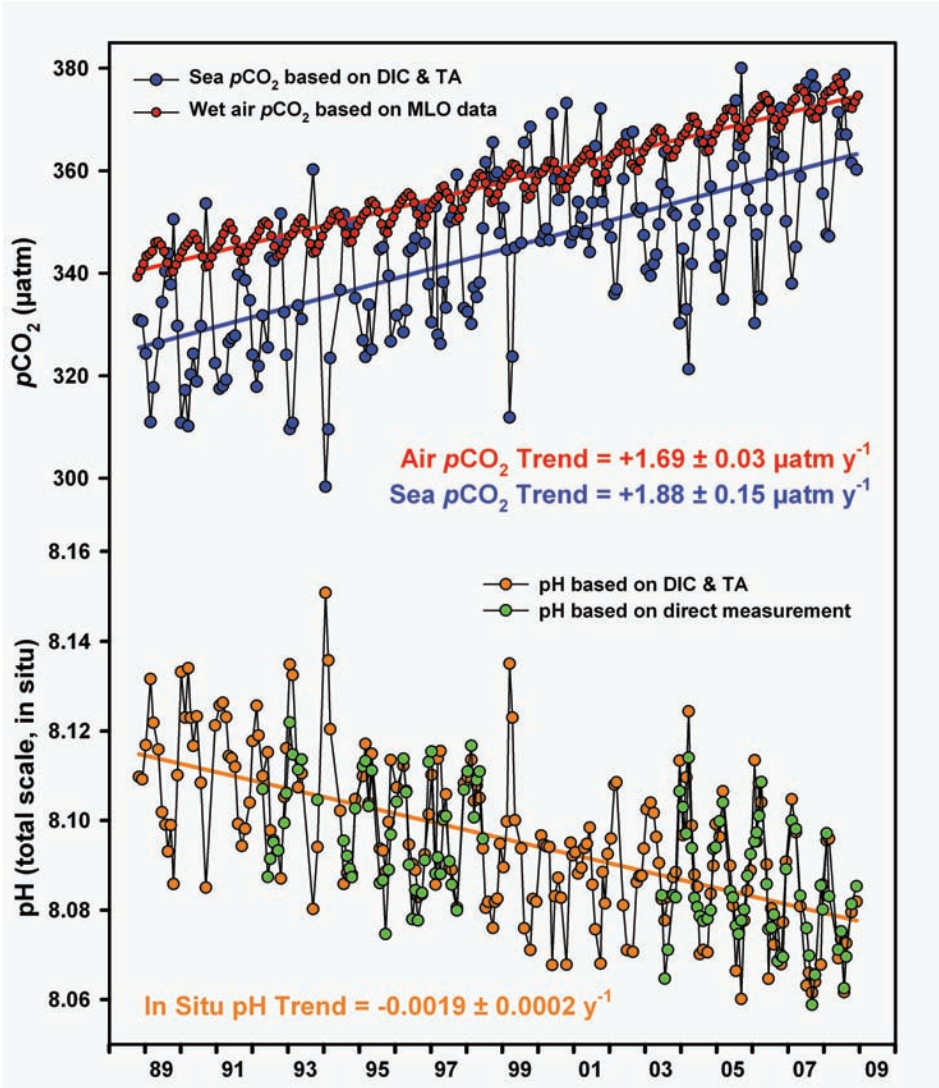 380
Sea pCO₂ based on DIC & TA
Wet air pCO₂ based on MLO data
360
340
320
300
pCO₂ (µatm)
Air pCO₂ Trend = +1.69 ± 0.03 µatm y⁻¹
Sea pCO₂ Trend = +1.88 ± 0.15 µatm y⁻¹
8.16
pH based on DIC & TA
pH based on direct measurement
8.14
8.12
8.10
8.08
8.06
pH (total scale, in situ)
In Situ pH Trend = -0.0019 ± 0.0002 y⁻¹
89 91 93 95 97 99 01 03 05 07 09